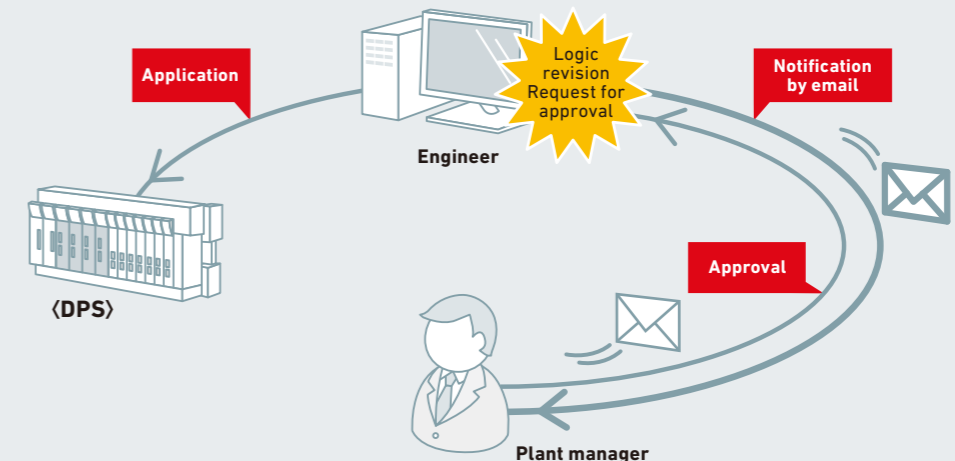 Application
Logic
revision
Request for
approval
Notification
by email
Engineer
Approval
〈DPS〉
Plant manager